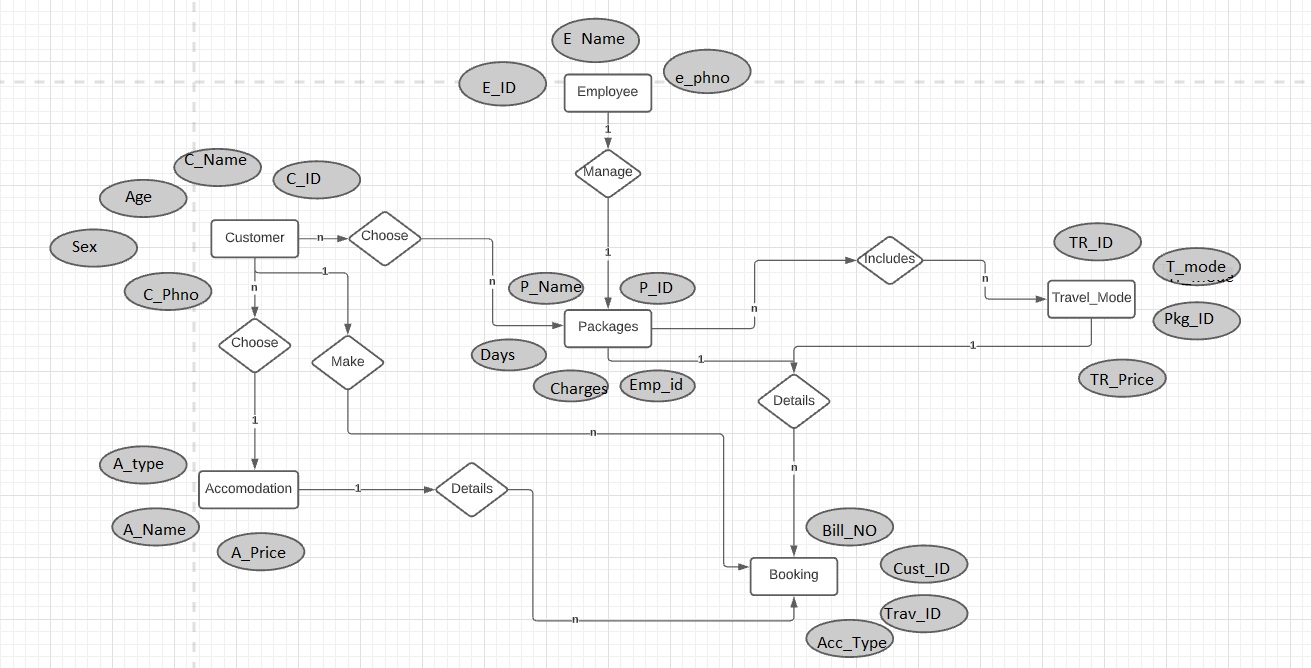 E Name
e_phno
E_ID
Employee
1
C_Name
Manage
C_ID
Age
Customer
n
Choose
Sex
1
TR_ID
Includes
T_mode
1
n
n
n
P_Name
P_ID
C_Phno
Travel_Mode
n
Pkg_ID
Packages
Choose
1
Days
1
Make
TR_Price
Charges
Emp_id
Details
1
n
A_type
n
Accomodation
1
Details
A_Name
Bill_NO
A_Price
Cust_ID
Booking
Trav_ID
n
Acc_Type